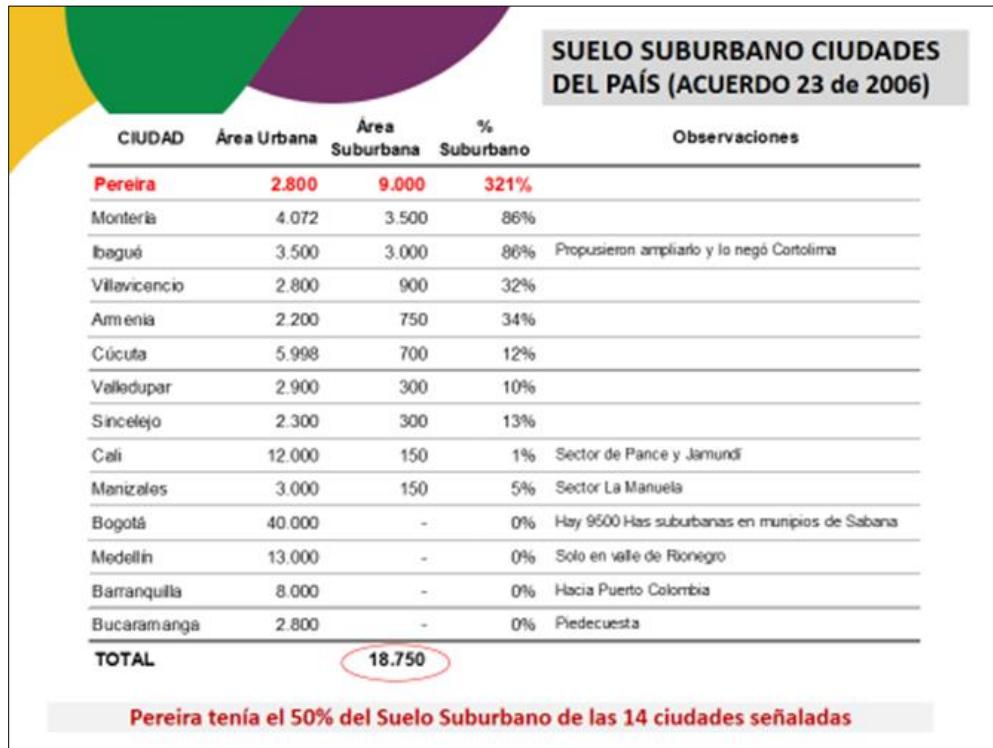 SUELO SUBURBANO CIUDADES
DEL PAÍS (ACUERDO 23 de 2006)
CIUDAD Área Urbana Área Suburbana % Suburbano Observaciones
Pereira 2.800 9.000 321%
Montería 4.072 3.500 86%
Ibagué 3.500 3.000 86% Propusieron ampliarlo y lo negó Cortolima
Villavicencio 2.800 900 32%
Armenia 2.200 750 34%
Cúcuta 5.998 700 12%
Valledupar 2.900 300 10%
Sincelejo 2.300 300 13%
Cali 12.000 150 1% Sector de Pance y Jamundí
Manizales 3.000 150 5% Sector La Manuela
Bogotá 40.000 - 0% Hay 9500 Has suburbanas en munipios de Sabana
Medellín 13.000 - 0% Solo en valle de Rionegro
Barranquilla 8.000 - 0% Hacia Puerto Colombia
Bucaramanga 2.800 - 0% Piedecuesta
TOTAL 18.750
Pereira tenía el 50% del Suelo Suburbano de las 14 ciudades señaladas